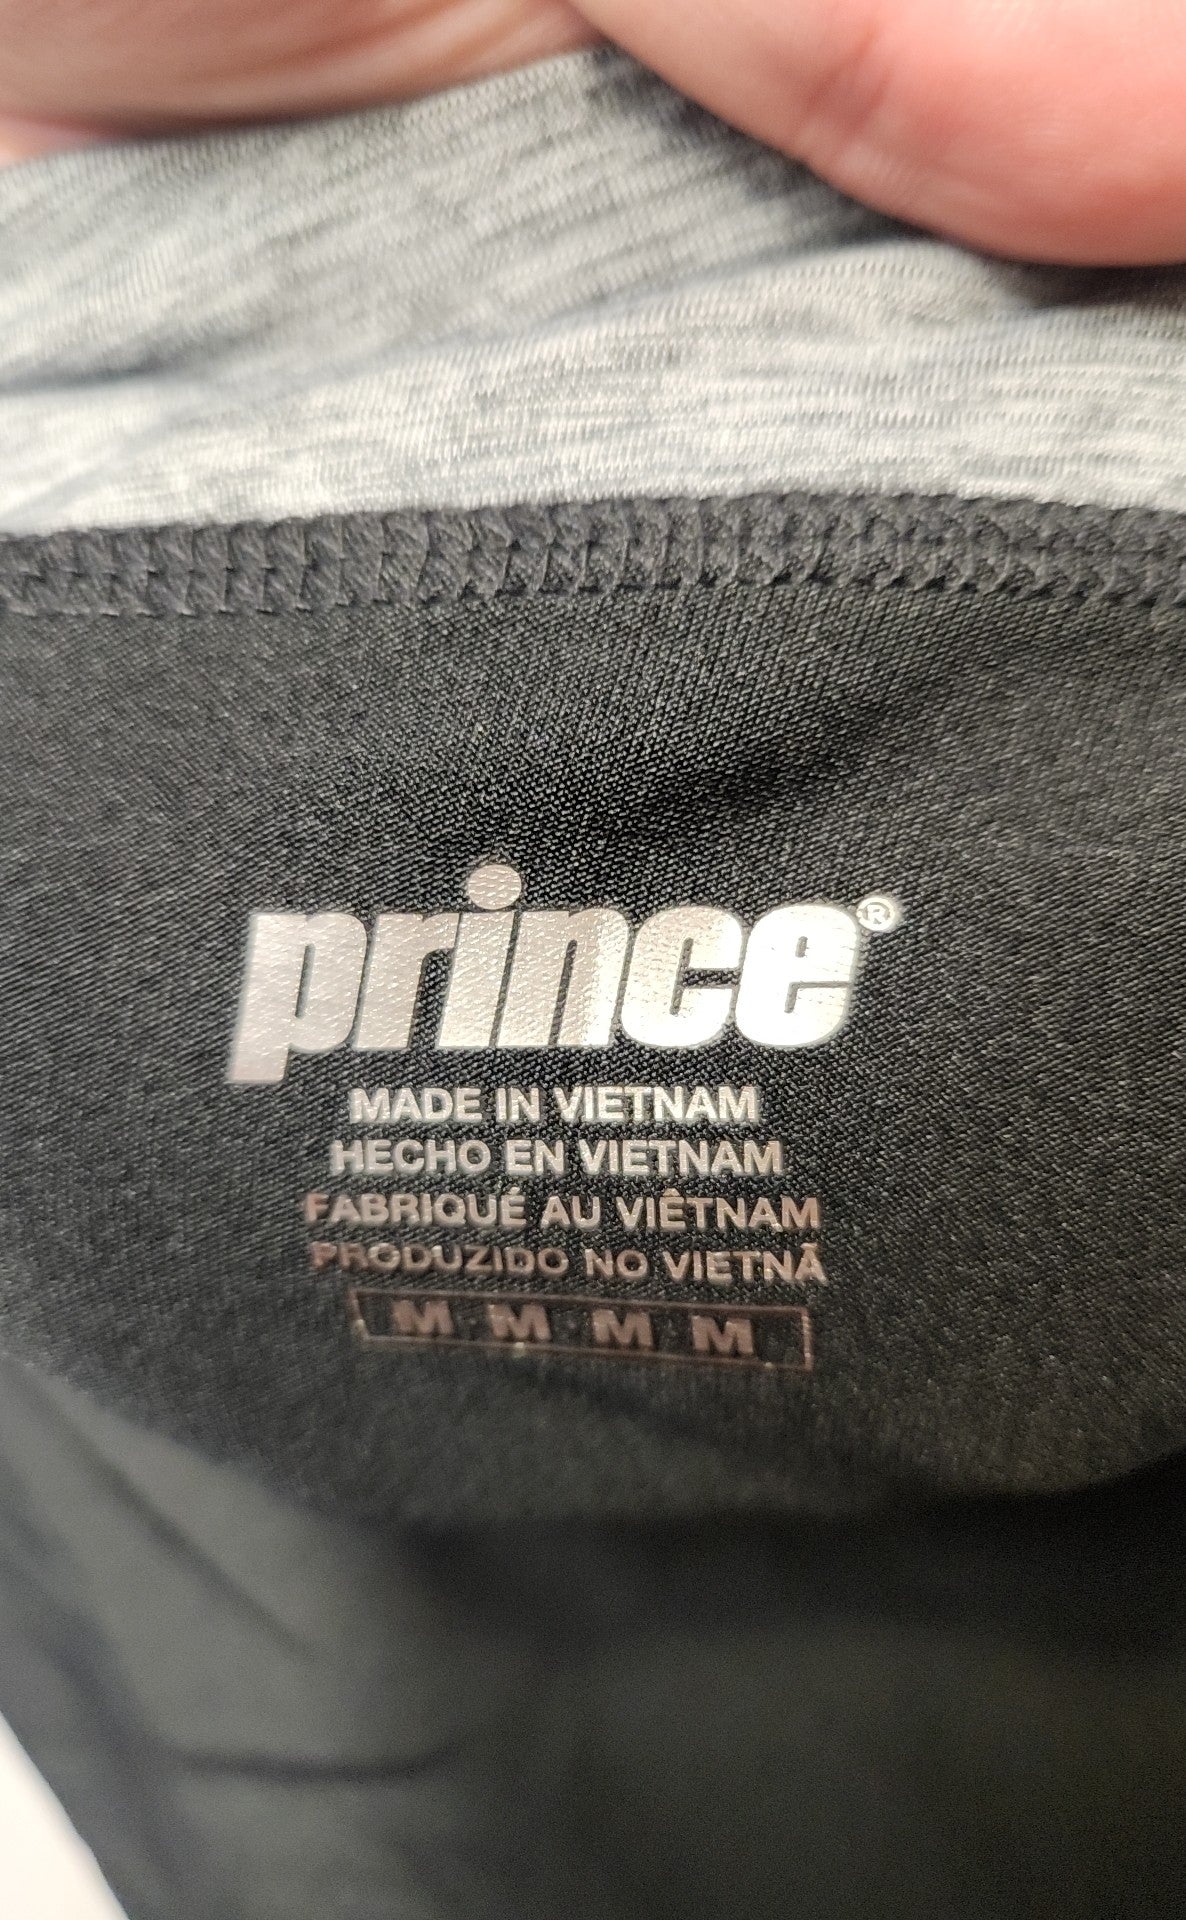 prince®
MADE IN VIETNAM
HECHO EN VIETNAM
FABRIQUÉ AU VIÊTNAM
PRODUZIDO NO VIETNÃ
M M M M